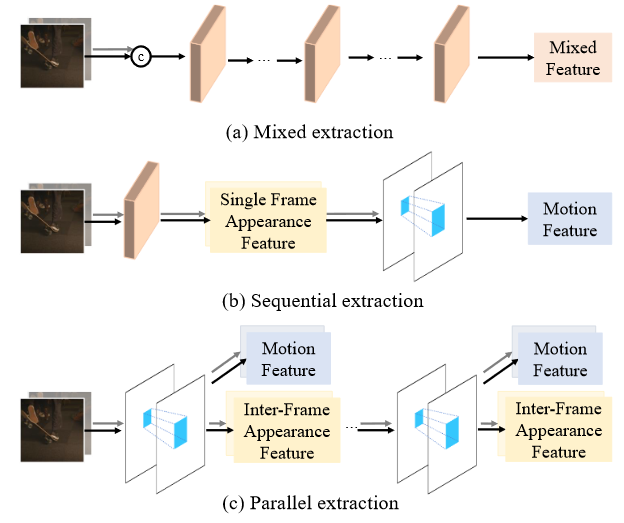 C
...
...
Mixed
Feature
(a) Mixed extraction
Single Frame
Appearance
Feature
Motion
Feature
(b) Sequential extraction
Motion
Feature
Inter-Frame
Appearance
Feature
...
Motion
Feature
Inter-Frame
Appearance
Feature
(c) Parallel extraction